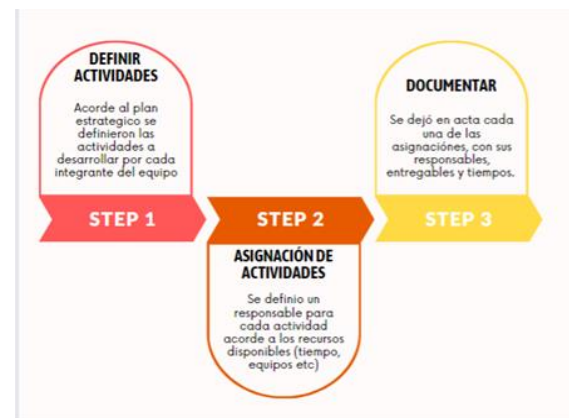 DEFINIR
ACTIVIDADES
Acorde al plan
estrategico se
definieron las
actividades a
desarrollar por cada
integrante del equipo
STEP 1
STEP 2
ASIGNACIÓN DE
ACTIVIDADES
Se definio un
responsable para
cada actividad
acorde a los recursos
disponibles (tiempo,
equipos etc)
DOCUMENTAR
Se dejó en acta cada
una de las
asignaciónes, con sus
responsables,
entregables y tiempos.
STEP 3